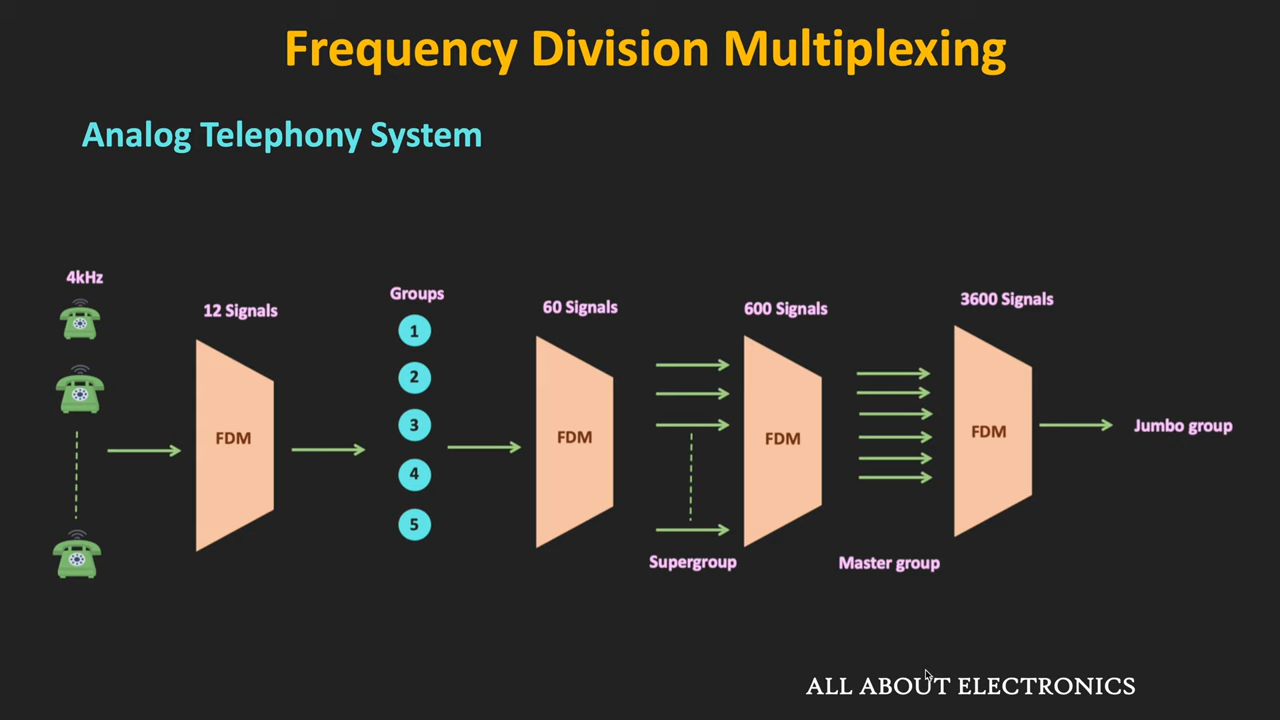 Frequency Division Multiplexing
Analog Telephony System
4kHz
12 Signals
FDM
Groups
1
2
3
4
5
60 Signals
FDM
Supergroup
600 Signals
FDM
Master group
3600 Signals
FDM
Jumbo group
ALL ABOUT ELECTRONICS